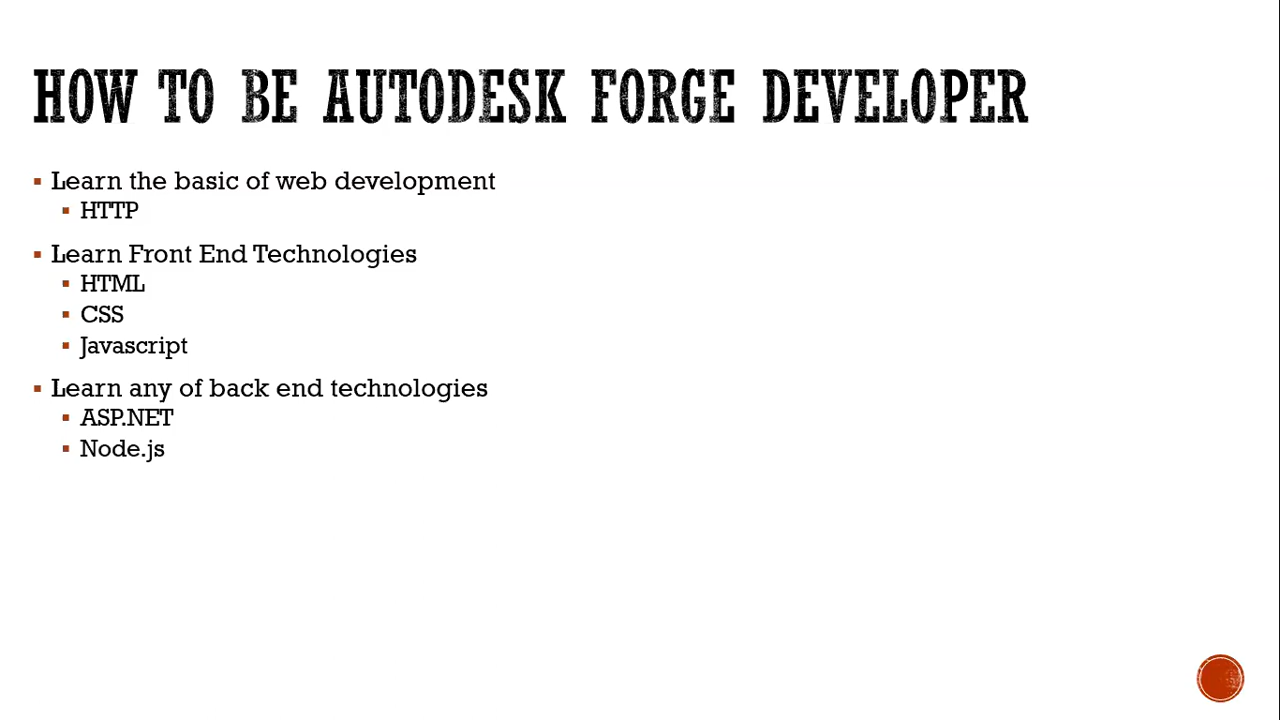 HOW TO BE AUTODESK FORGE DEVELOPER
Learn the basic of web development
HTTP
Learn Front End Technologies
HTML
CSS
Javascript
Learn any of back end technologies
ASP.NET
Node.js